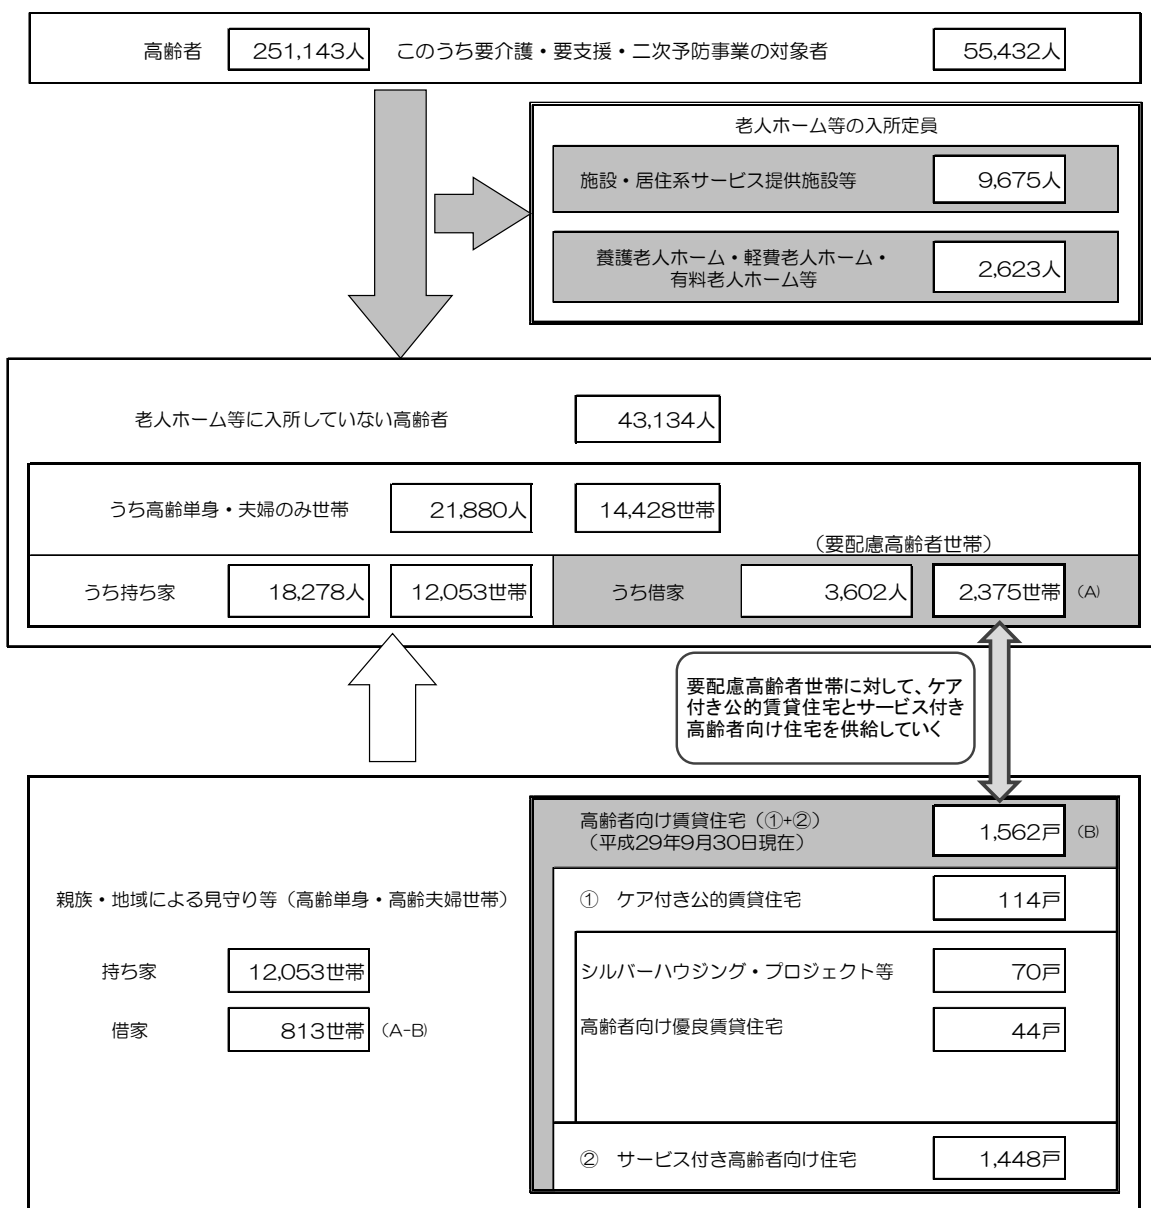 高齢者 251,143人 このうち要介護・要支援・二次予防事業の対象者 55,432人
老人ホーム等の入所定員
施設・居住系サービス提供施設等 9,675人
養護老人ホーム・軽費老人ホーム・
有料老人ホーム等 2,623人
老人ホーム等に入所していない高齢者 43,134人
うち高齢単身・夫婦のみ世帯 21,880人 14,428世帯
（要配慮高齢者世帯）
うち持ち家 18,278人 12,053世帯 うち借家 3,602人 2,375世帯 (A)
要配慮高齢者世帯に対して、ケア
付き公的賃貸住宅とサービス付き
高齢者向け住宅を供給していく
高齢者向け賃貸住宅（①+②）
（平成29年9月30日現在） 1,562戸 (B)
親族・地域による見守り等（高齢単身・高齢夫婦世帯）
① ケア付き公的賃貸住宅 114戸
持ち家 12,053世帯
シルバーハウジング・プロジェクト等 70戸
借家 813世帯 (A-B)
高齢者向け優良賃貸住宅 44戸
② サービス付き高齢者向け住宅 1,448戸